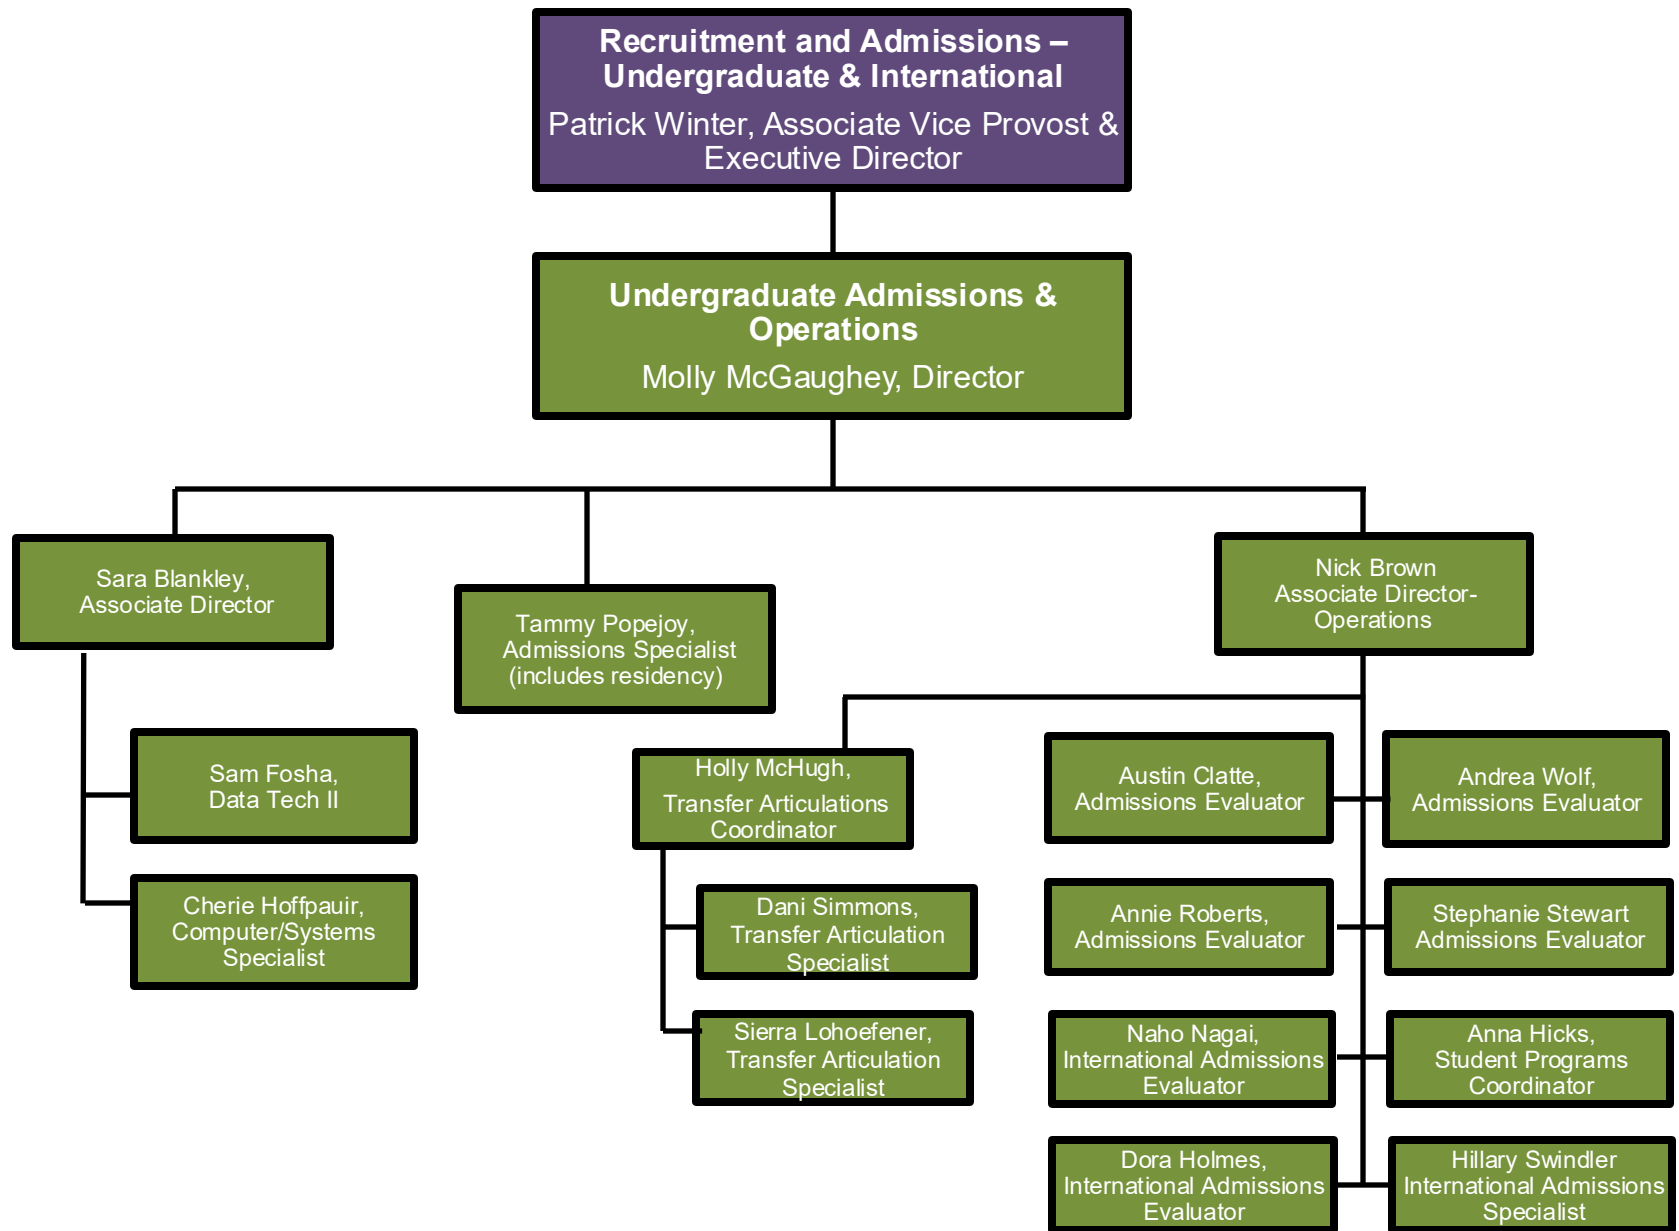 Recruitment and Admissions –
Undergraduate & International
Patrick Winter, Associate Vice Provost &
Executive Director
Undergraduate Admissions &
Operations
Molly McGaughey, Director
Sara Blankley,
Associate Director
Tammy Popejoy,
Admissions Specialist
(includes residency)
Nick Brown
Associate Director-
Operations
Sam Fosha,
Data Tech II
Cherie Hoffpauir,
Computer/Systems
Specialist
Holly McHugh,
Transfer Articulations
Coordinator
Dani Simmons,
Transfer Articulation
Specialist
Sierra Lohoefener,
Transfer Articulation
Specialist
Austin Clatte,
Admissions Evaluator
Andrea Wolf,
Admissions Evaluator
Annie Roberts,
Admissions Evaluator
Stephanie Stewart
Admissions Evaluator
Naho Nagai,
International Admissions
Evaluator
Anna Hicks,
Student Programs
Coordinator
Dora Holmes,
International Admissions
Evaluator
Hillary Swindler
International Admissions
Specialist